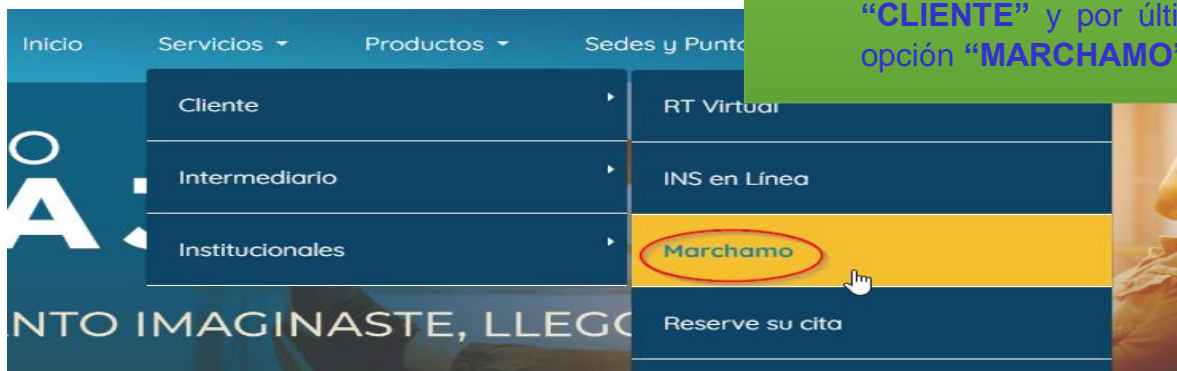 “CLIENTE” y por últi
opción “MARCHAMO”
Inicio
Servicios
Productos
Sedes y Punto
Cliente
RT Virtual
Intermediario
INS en Línea
Institucionales
Marchamo
Reserve su cita
O
NTO IMAGINASTE, LLEGO